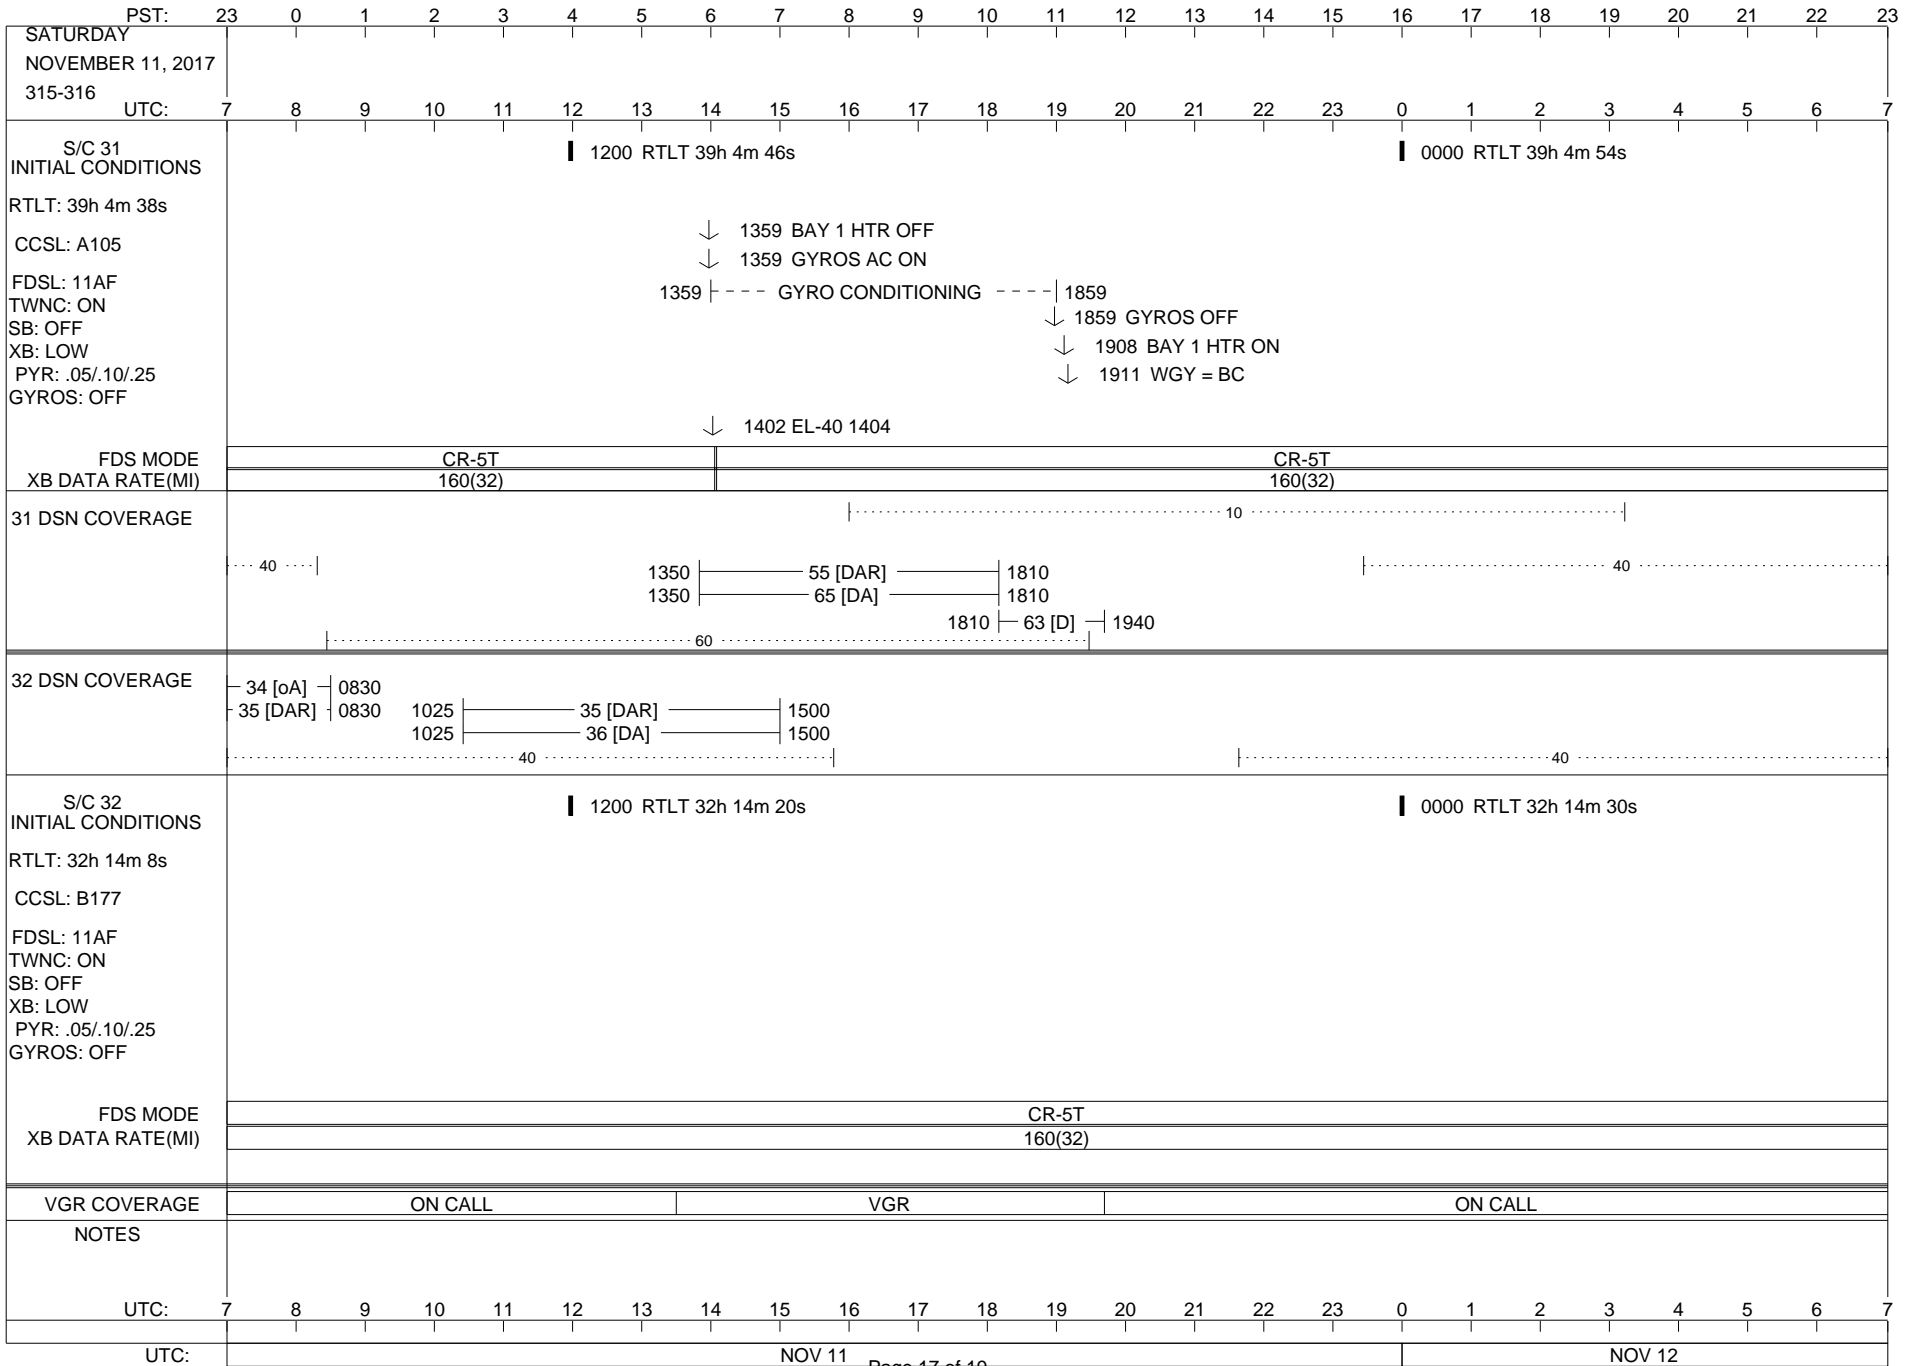 PST: 23 0 1 2 3 4 5 6 7 8 9 10 11 12 13 14 15 16 17 18 19 20 21 22 23
SATURDAY
NOVEMBER 11, 2017
315-316
UTC: 7 8 9 10 11 12 13 14 15 16 17 18 19 20 21 22 23 0 1 2 3 4 5 6 7
S/C 31
INITIAL CONDITIONS
1200 RTLT 39h 4m 46s
0000 RTLT 39h 4m 54s
RTLT: 39h 4m 38s
CCSL: A105
FDSL: 11AF
TWNC: ON
SB: OFF
XB: LOW
PYR: .05/.10/.25
GYROS: OFF
1359 BAY 1 HTR OFF
1359 GYROS AC ON
1359 GYRO CONDITIONING 1859
1859 GYROS OFF
1908 BAY 1 HTR ON
1911 WGY = BC
1402 EL-40 1404
FDS MODE CR-5T CR-5T
XB DATA RATE(MI) 160(32) 160(32)
31 DSN COVERAGE
10
40 40
1350 55 [DAR] 1810
1350 65 [DA] 1810
1810 63 [D] 1940
60
32 DSN COVERAGE
34 [oA] 0830
35 [DAR] 0830 1025 35 [DAR] 1500
1025 36 [DA] 1500
40 40
S/C 32
INITIAL CONDITIONS
1200 RTLT 32h 14m 20s
0000 RTLT 32h 14m 30s
RTLT: 32h 14m 8s
CCSL: B177
FDSL: 11AF
TWNC: ON
SB: OFF
XB: LOW
PYR: .05/.10/.25
GYROS: OFF
FDS MODE CR-5T
XB DATA RATE(MI) 160(32)
VGR COVERAGE ON CALL VGR ON CALL
NOTES
UTC: 7 8 9 10 11 12 13 14 15 16 17 18 19 20 21 22 23 0 1 2 3 4 5 6 7
UTC: NOV 11 NOV 12
Page 17 of 19